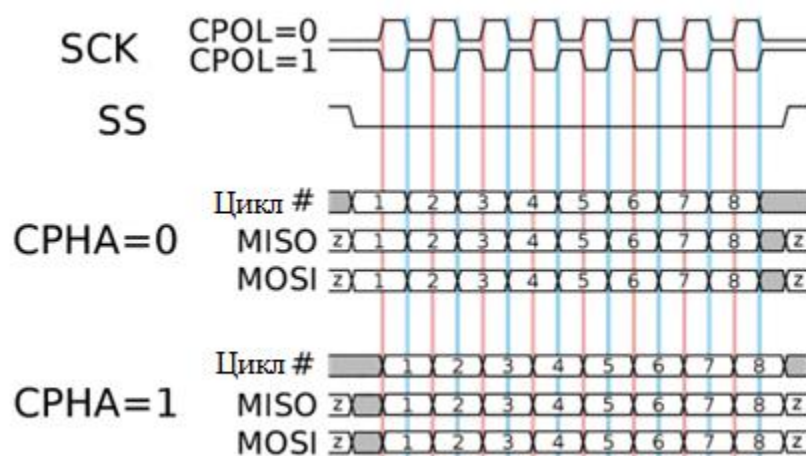 SCK CPOL=0
CPOL=1
SS
Цикл # 1 2 3 4 5 6 7 8
CPHA=0 MISO z 1 2 3 4 5 6 7 8 z
MOSI z 1 2 3 4 5 6 7 8 z
Цикл # 1 2 3 4 5 6 7 8
CPHA=1 MISO z 1 2 3 4 5 6 7 8 z
MOSI z 1 2 3 4 5 6 7 8 z